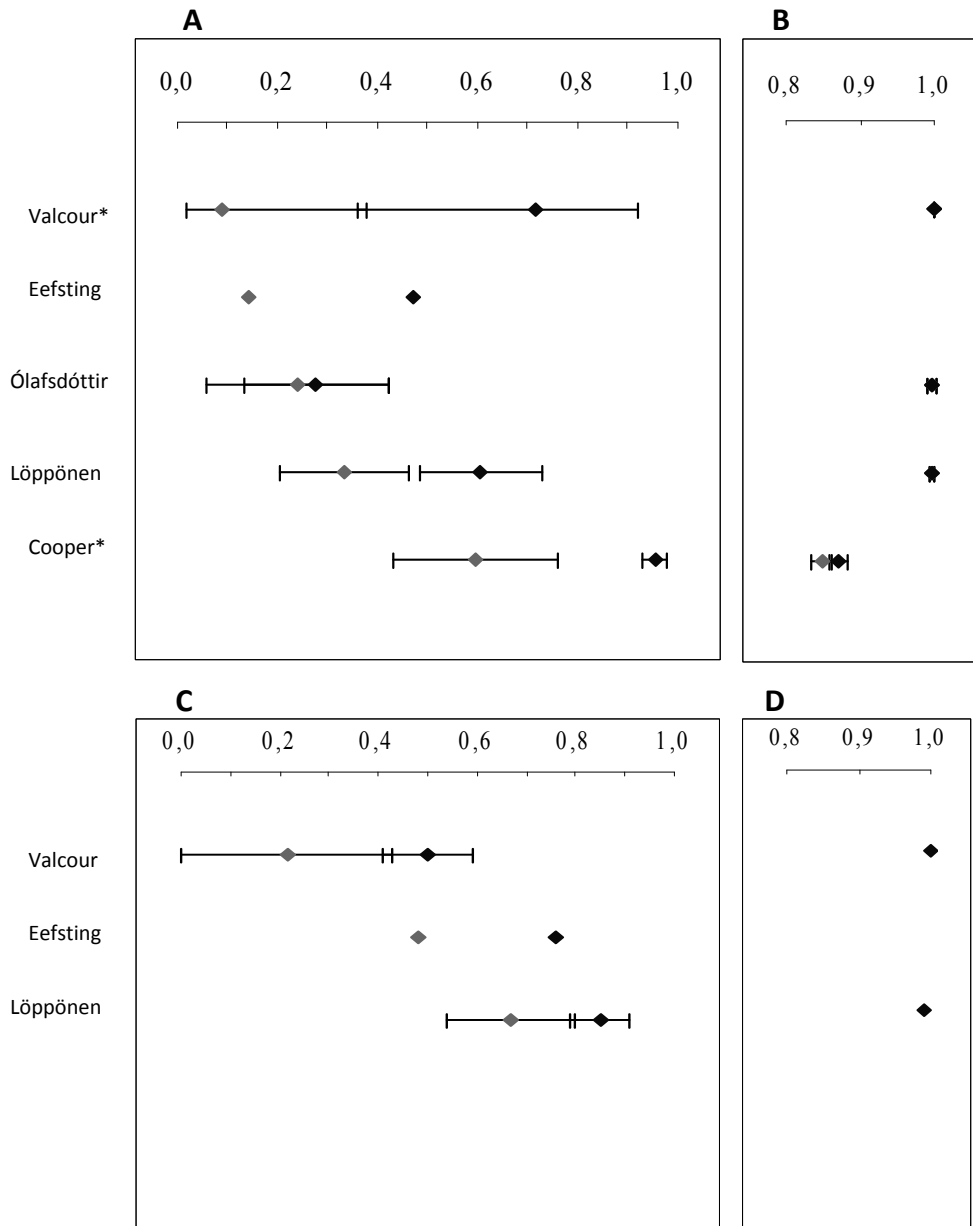 A B
0,0 0,2 0,4 0,6 0,8 1,0 0,8 0,9 1,0
Valcour*
Eefsting
Ólafsdóttir
Löppönen
Cooper*
C D
0,0 0,2 0,4 0,6 0,8 1,0 0,8 0,9 1,0
Valcour
Eefsting
Löppönen